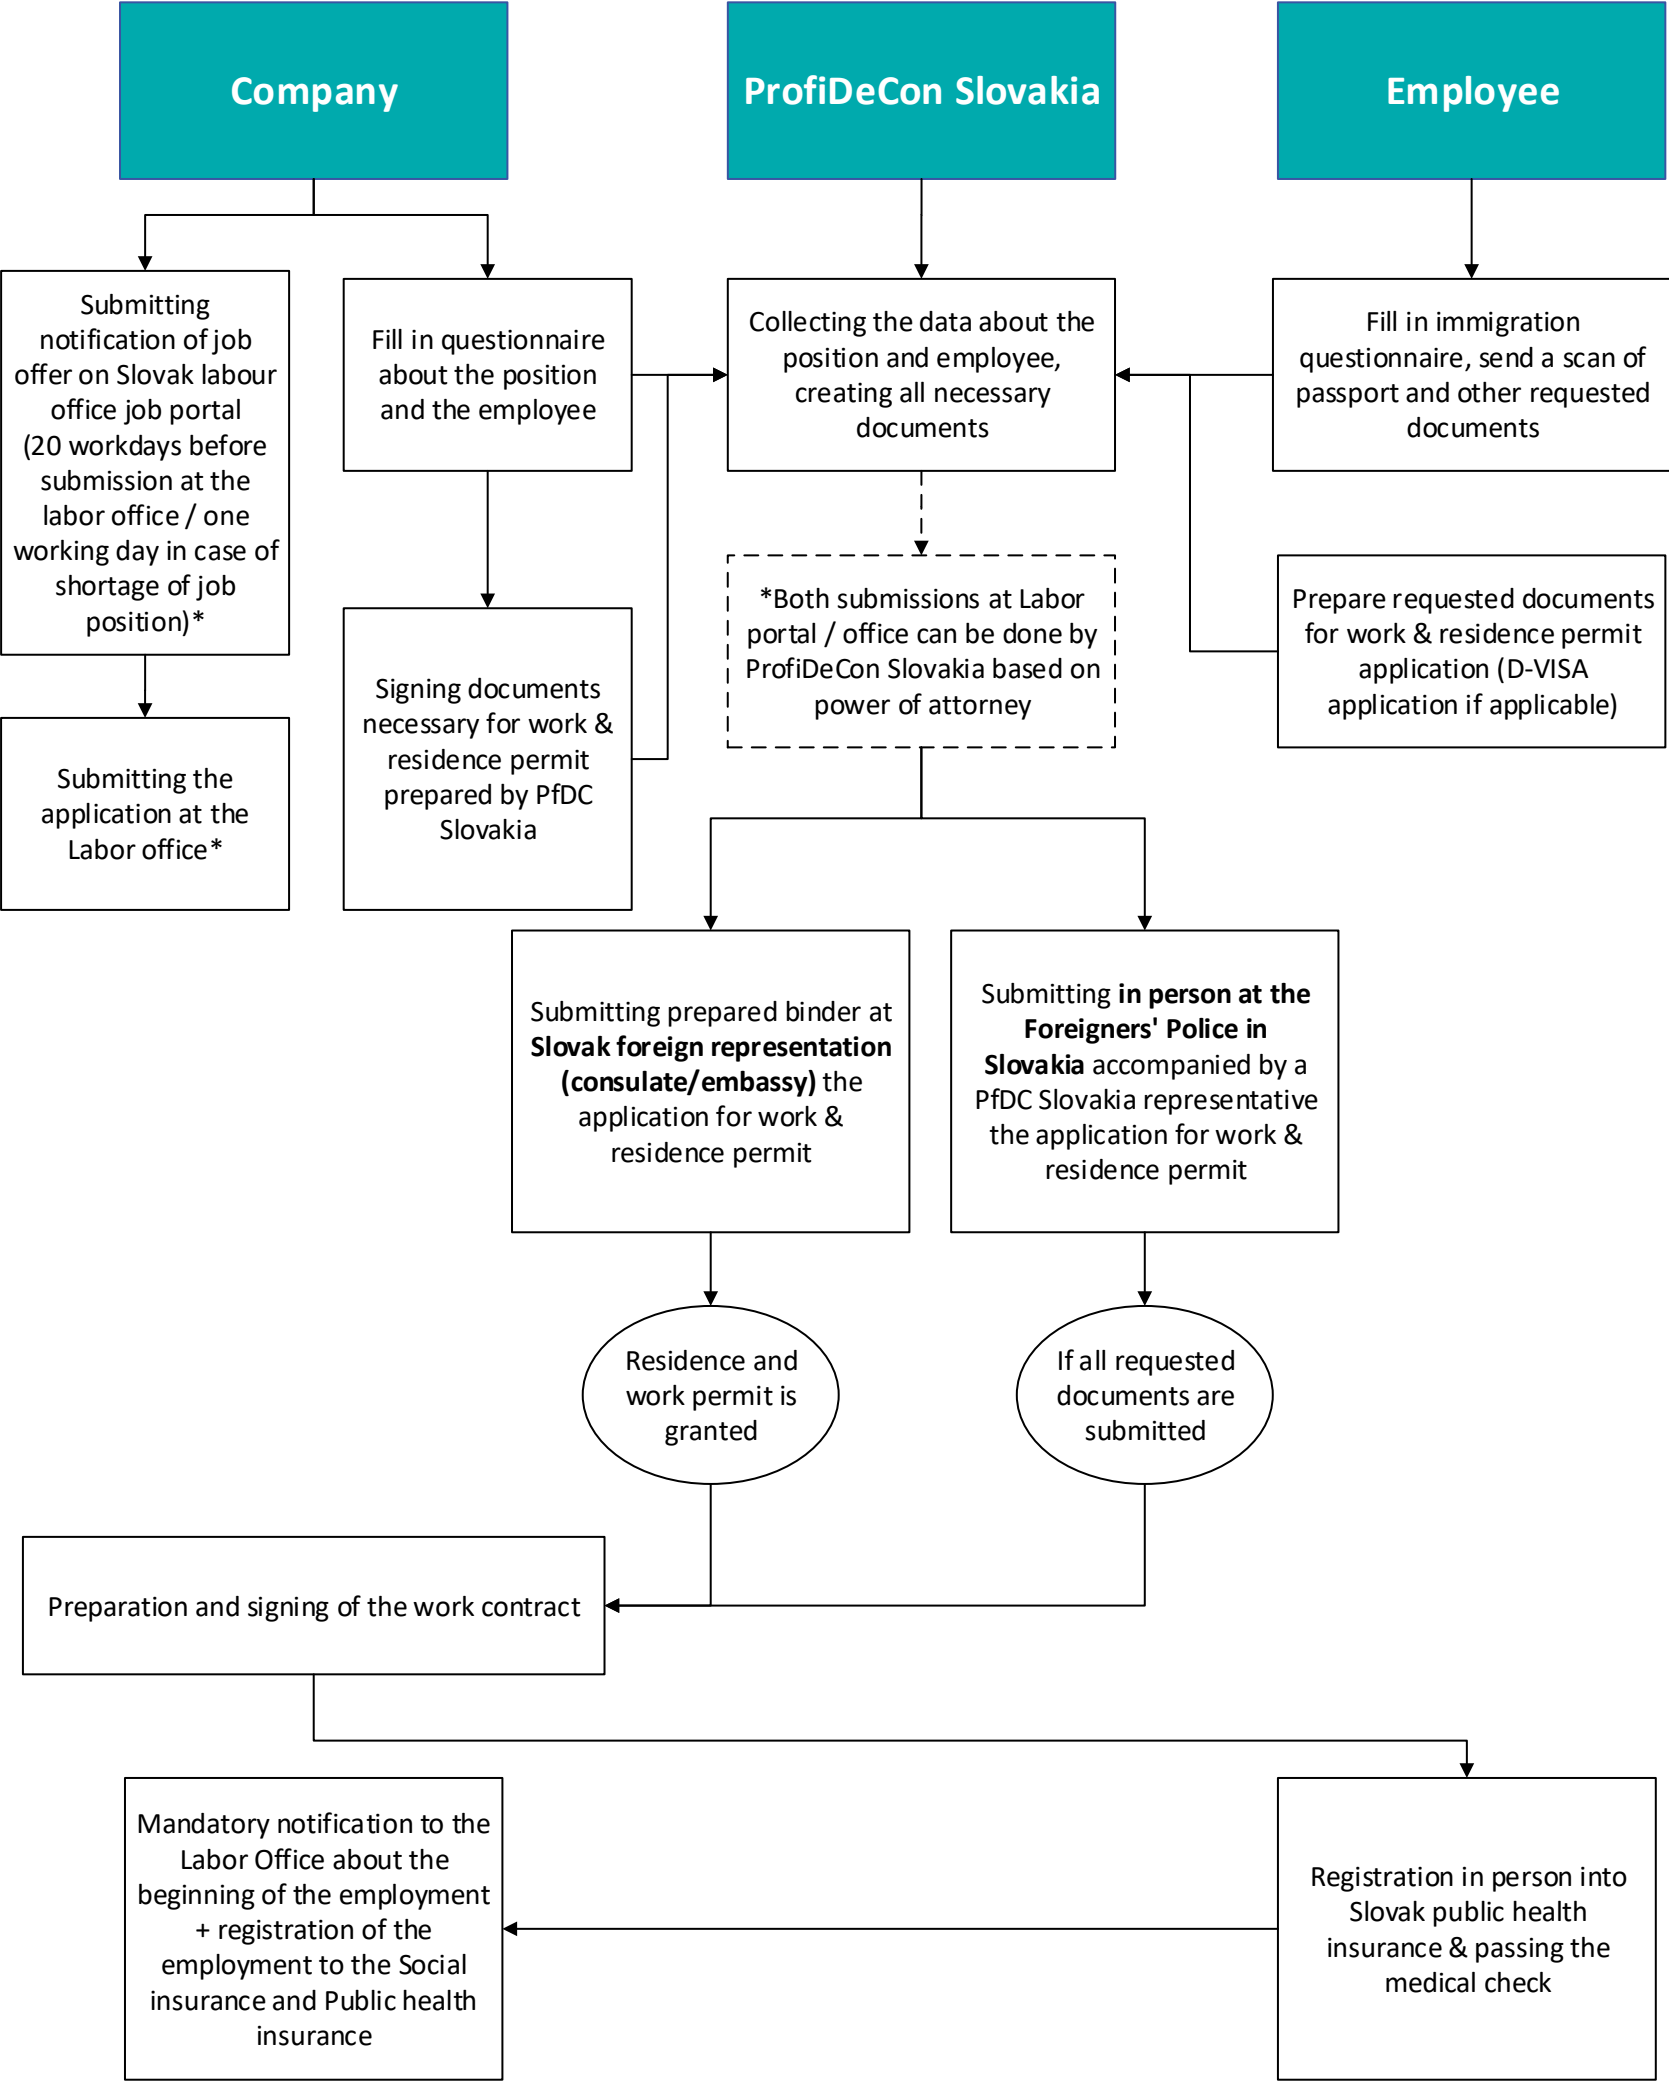 Company
ProfiDeCon Slovakia
Employee
Submitting
notification of job
offer on Slovak labour
office job portal
(20 workdays before
submission at the
labor office / one
working day in case of
shortage of job
position)*
Fill in questionnaire
about the position
and the employee
Collecting the data about the
position and employee,
creating all necessary
documents
Fill in immigration
questionnaire, send a scan of
passport and other requested
documents
Submitting the
application at the
Labor office*
Signing documents
necessary for work &
residence permit
prepared by PfDC
Slovakia
*Both submissions at Labor
portal / office can be done by
ProfiDeCon Slovakia based on
power of attorney
Prepare requested documents
for work & residence permit
application (D-VISA
application if applicable)
Submitting prepared binder at
Slovak foreign representation
(consulate/embassy) the
application for work &
residence permit
Submitting in person at the
Foreigners' Police in
Slovakia accompanied by a
PfDC Slovakia representative
the application for work &
residence permit
Residence and
work permit is
granted
If all requested
documents are
submitted
Preparation and signing of the work contract
Mandatory notification to the
Labor Office about the
beginning of the employment
+ registration of the
employment to the Social
insurance and Public health
insurance
Registration in person into
Slovak public health
insurance & passing the
medical check